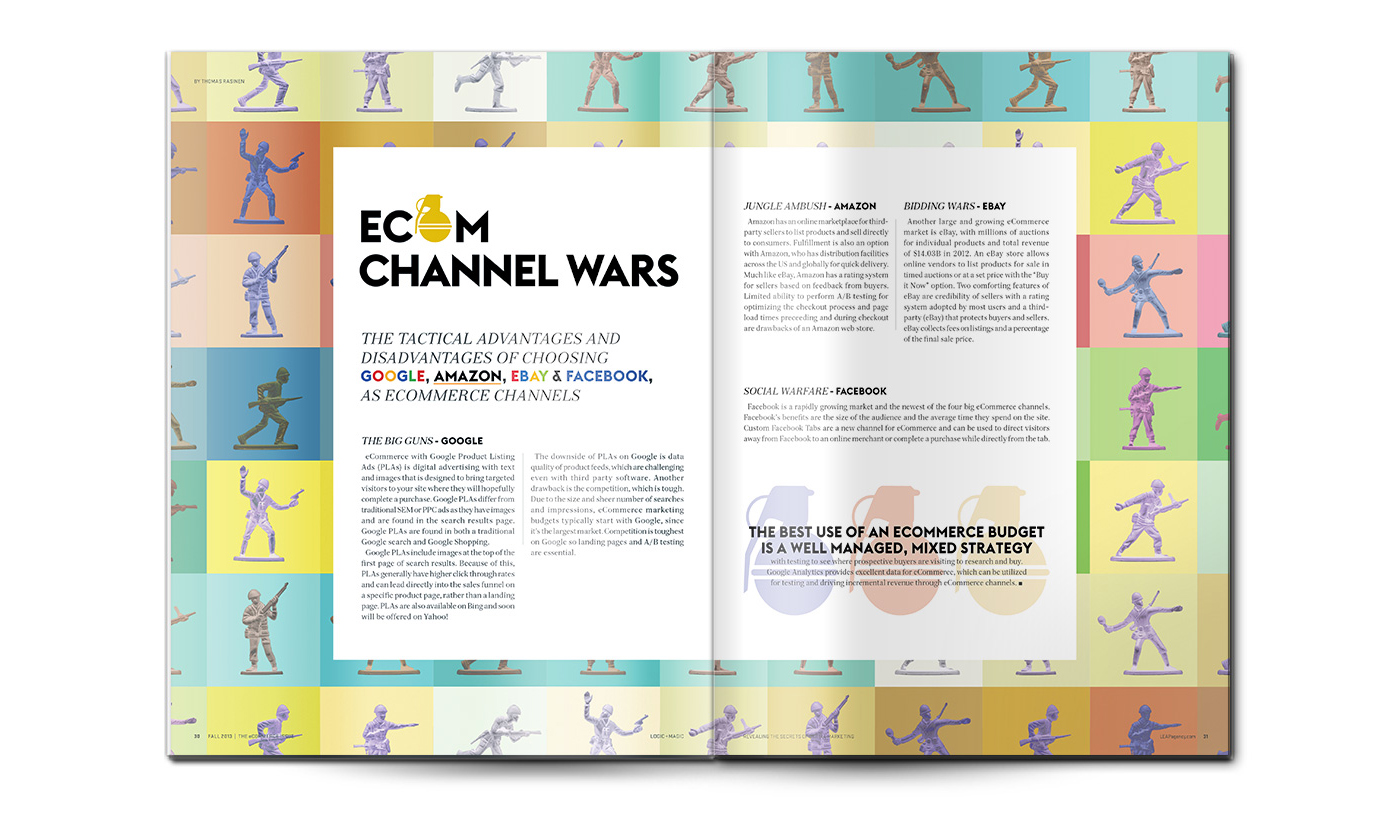 BY THOMAS RASINEN
ECOM
CHANNEL WARS
THE TACTICAL ADVANTAGES AND
DISADVANTAGES OF CHOOSING
GOOGLE, AMAZON, EBAY & FACEBOOK,
AS ECOMMERCE CHANNELS
THE BIG GUNS - GOOGLE
eCommerce with Google Product Listing
Ads (PLAs) is digital advertising with text
and images that is designed to bring targeted
visitors to your site where they will hopefully
complete a purchase. Google PLAs differ from
traditional SEM or PPC ads as they have images
and are found in the search results page.
Google PLAs are found in both a traditional
Google search and Google Shopping.
Google PLAs include images at the top of the
first page of search results. Because of this,
PLAs generally have higher click through rates
and can lead directly into the sales funnel on
a specific product page, rather than a landing
page. PLAs are also available on Bing and soon
will be offered on Yahoo!
The downside of PLAs on Google is data
quality of product feeds, which are challenging
even with third party software. Another
drawback is the competition, which is tough.
Due to the size and sheer number of searches
and impressions, eCommerce marketing
budgets typically start with Google, since
it's the largest market. Competition is toughest
on Google so landing pages and A/B testing
are essential.
JUNGLE AMBUSH - AMAZON
Amazon has an online marketplace for third-
party sellers to list products and sell directly
to consumers. Fulfillment is also an option
with Amazon, who has distribution facilities
across the US and globally for quick delivery.
Much like eBay, Amazon has a rating system
for sellers based on feedback from buyers.
Limited ability to perform A/B testing for
optimizing the checkout process and page
load times preceeding and during checkout
are drawbacks of an Amazon web store.
BIDDING WARS - EBAY
Another large and growing eCommerce
market is eBay, with millions of auctions
for individual products and total revenue
of $14.03B in 2012. An eBay store allows
online vendors to list products for sale in
timed auctions or at a set price with the "Buy
it Now" option. Two comforting features of
eBay are credibility of sellers with a rating
system adopted by most users and a third-
party (eBay) that protects buyers and sellers.
eBay collects fees on listings and a percentage
of the final sale price.
SOCIAL WARFARE - FACEBOOK
Facebook is a rapidly growing market and the newest of the four big eCommerce channels.
Facebook's benefits are the size of the audience and the average time they spend on the site.
Custom Facebook Tabs are a new channel for eCommerce and can be used to direct visitors
away from Facebook to an online merchant or complete a purchase while directly from the tab.
THE BEST USE OF AN ECOMMERCE BUDGET
IS A WELL MANAGED, MIXED STRATEGY
with testing to see where prospective buyers are visiting to research and buy.
Google Analytics provides excellent data for eCommerce, which can be utilized
for testing and driving incremental revenue through eCommerce channels. ■
30 FALL 2013 | THE eCOMMERCE ISSUE
LOGIC + MAGIC
REVEALING THE SECRETS OF MARKETING
31